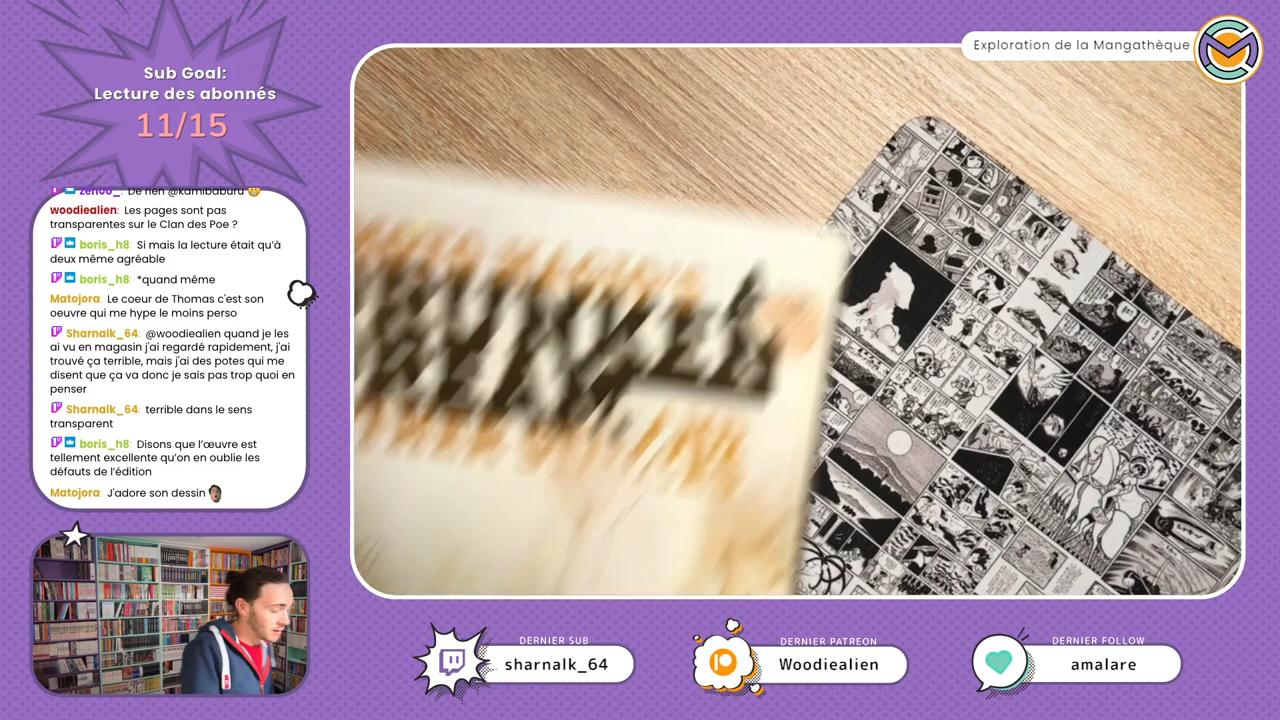 Sub Goal:
Lecture des abonnés
11/15
zehoo_: De rien @kamibaburu
woodiealien: Les pages sont pas
transparentes sur le Clan des Poe ?
boris_h8: Si mais la lecture était qu'à
deux même agréable
boris_h8: *quand même
Matojora: Le coeur de Thomas c'est son
oeuvre qui me hype le moins perso
Sharnalk_64: @woodiealien quand je les
ai vu en magasin j'ai regardé rapidement, j'ai
trouvé ça terrible, mais j'ai des potes qui me
disent que ça va donc je sais pas trop quoi en
penser
Sharnalk_64: terrible dans le sens
transparent
boris_h8: Disons que l'œuvre est
tellement excellente qu'on en oublie les
défauts de l'édition
Matojora: J'adore son dessin
Exploration de la Mangathèque
DERNIER SUB
sharnalk_64
DERNIER PATREON
Woodiealien
DERNIER FOLLOW
amalare